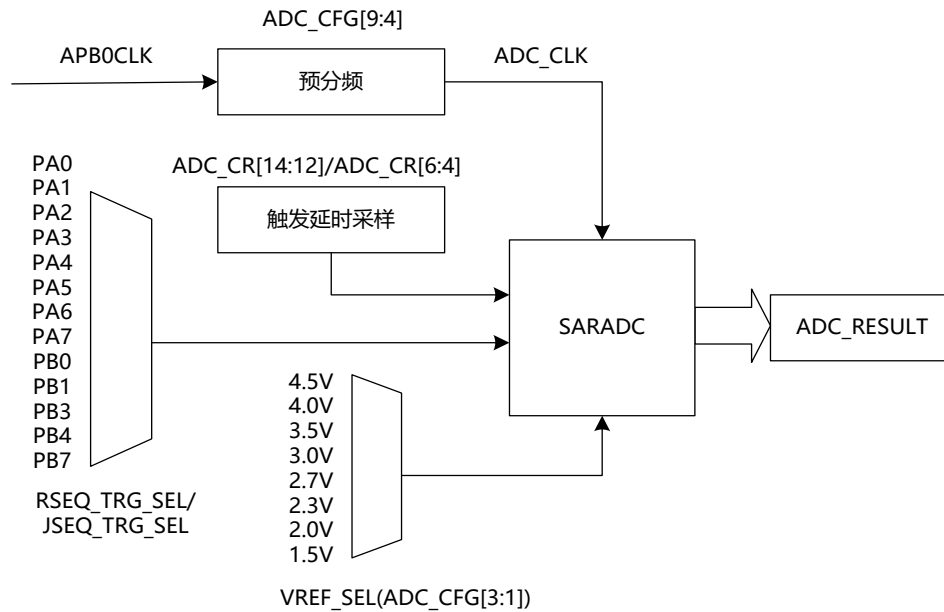 ADC_CFG[9:4]
APB0CLK
预分频
ADC_CLK
ADC_CR[14:12]/ADC_CR[6:4]
触发延时采样
PA0
PA1
PA2
PA3
PA4
PA5
PA6
PA7
PB0
PB1
PB3
PB4
PB7
RSEQ_TRG_SEL/
JSEQ_TRG_SEL
SARADC
ADC_RESULT
4.5V
4.0V
3.5V
3.0V
2.7V
2.3V
2.0V
1.5V
VREF_SEL(ADC_CFG[3:1])